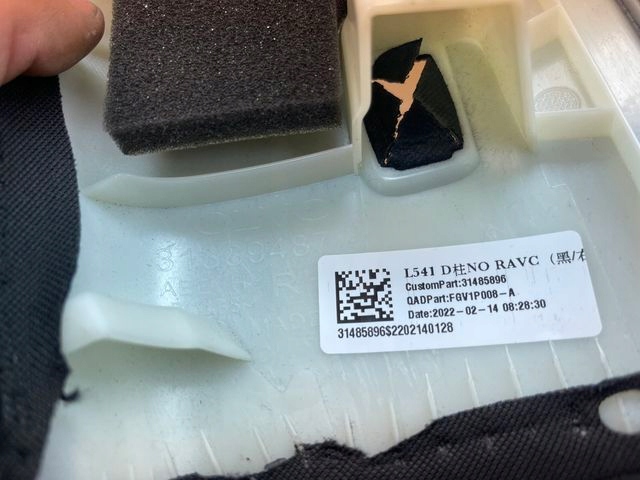 L541 D柱NO RAVC（黑/右
CustomPart:31485896
QADPart:FGV1P008-A
Date:2022-02-14 08:28:30
31485896$2202140128